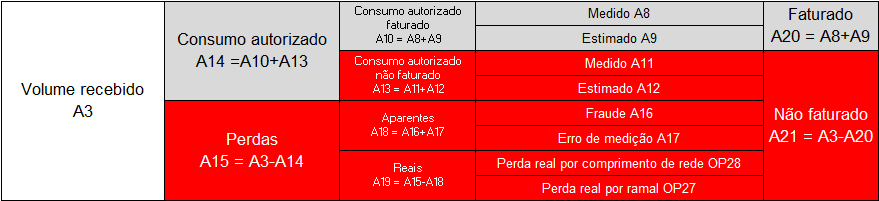 Volume recebido
A3
Consumo autorizado
A14 =A10+A13
Perdas
A15 = A3-A14
Consumo autorizado
faturado
A10 = A8+A9
Consumo autorizado
não faturado
A13 = A11+A12
Aparentes
A18 = A16+A17
Reais
A19 = A15-A18
Medido A8
Estimado A9
Medido A11
Estimado A12
Fraude A16
Erro de medição A17
Perda real por comprimento de rede OP28
Perda real por ramal OP27
Faturado
A20 = A8+A9
Não faturado
A21 = A3-A20